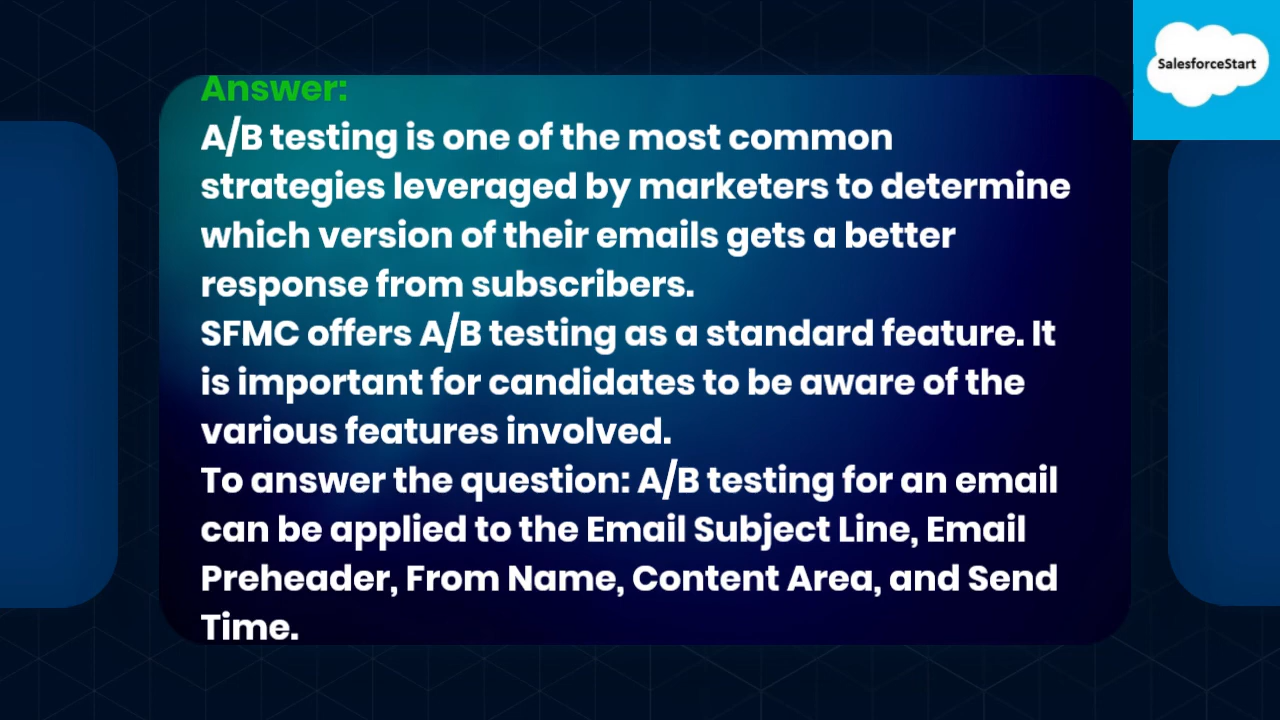 SalesforceStart
Answer:
A/B testing is one of the most common
strategies leveraged by marketers to determine
which version of their emails gets a better
response from subscribers.
SFMC offers A/B testing as a standard feature. It
is important for candidates to be aware of the
various features involved.
To answer the question: A/B testing for an email
can be applied to the Email Subject Line, Email
Preheader, From Name, Content Area, and Send
Time.